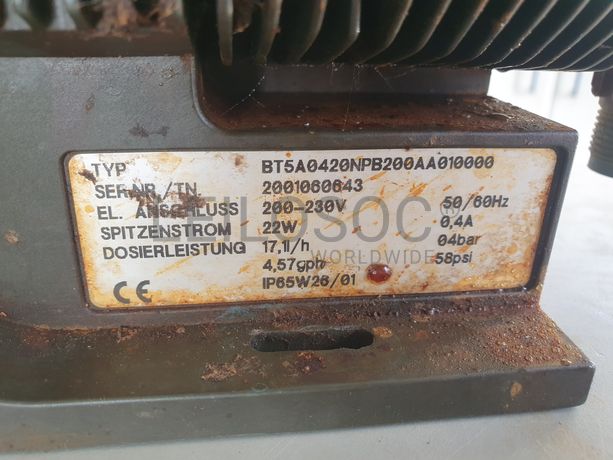 TYP BT5A0420NPB200AA010000
SER.NR./TN. 2001060643
EL. ANSCHLUSS 200-230V 50/60Hz
SPITZENSTROM 22W 0,4A
DOSIERLEISTUNG 17,1l/h 04bar
4,57gph 58psi
IP65W26/01
CE
WORLDWIDE